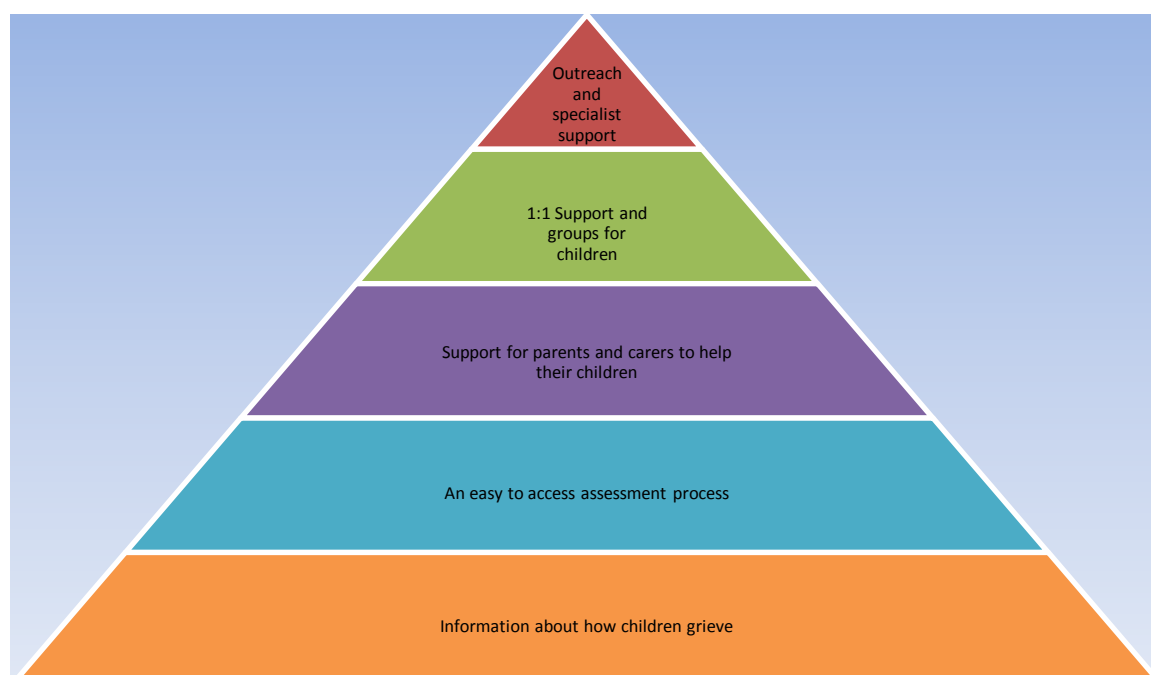 Outreach
and
specialist
support
1:1 Support and
groups for
children
Support for parents and carers to help
their children
An easy to access assessment process
Information about how children grieve